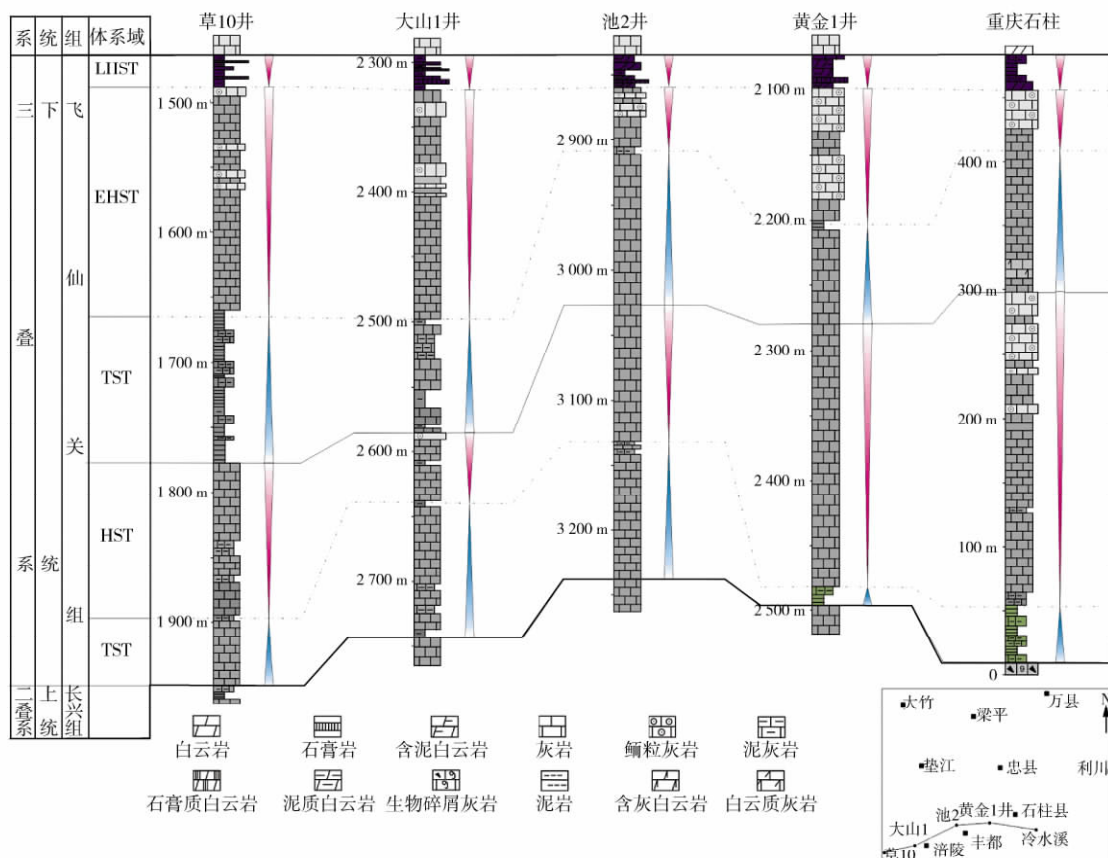 系 统 组 体系域 草10井 大山1井 池2井 黄金1井 重庆石柱
三叠系
下统
飞仙关组
LHST
EHST
TST
HST
TST
二叠系
上统
长兴组
1 500 m
1 600 m
1 700 m
1 800 m
1 900 m
2 300 m
2 400 m
2 500 m
2 600 m
2 700 m
2 900 m
3 000 m
3 100 m
3 200 m
2 100 m
2 200 m
2 300 m
2 400 m
2 500 m
400 m
300 m
200 m
100 m
0
白云岩 石膏岩 含泥白云岩 灰岩 鲕粒灰岩 泥灰岩
石膏质白云岩 泥质白云岩 生物碎屑灰岩 泥岩 含灰白云岩 白云质灰岩
N
大竹 梁平 万县
垫江 忠县 利川
大山1 池2 黄金1井 石柱县
草10 涪陵 丰都 冷水溪